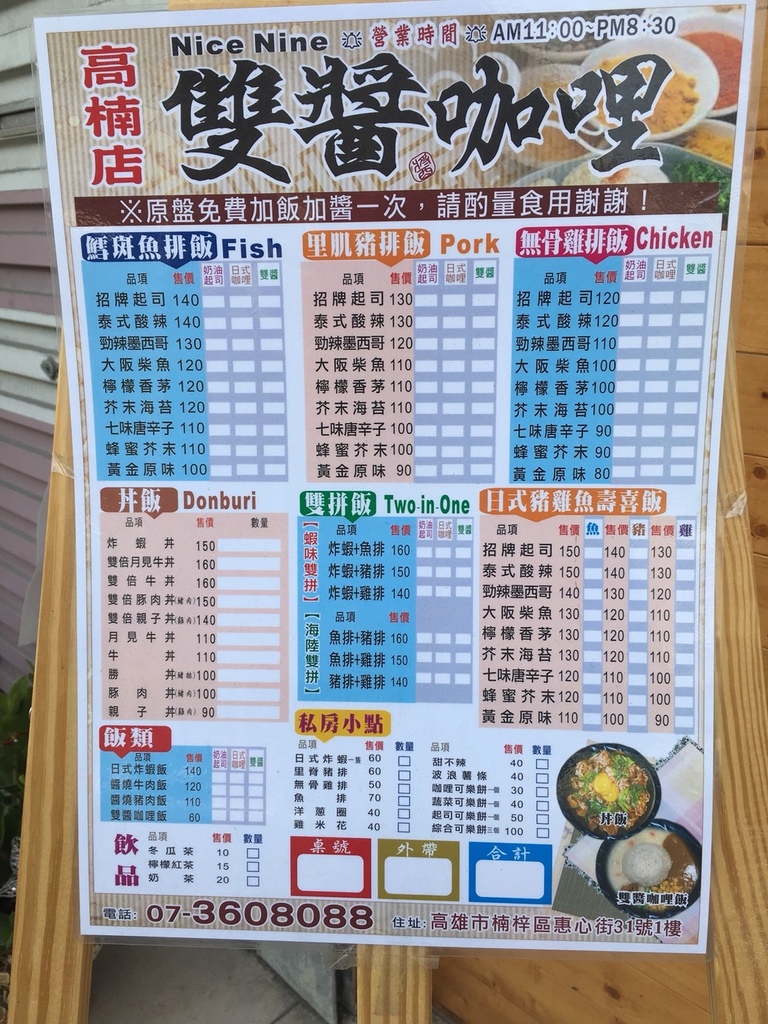 Nice Nine 營業時間 AM11:00~PM8:30
高楠店
雙醬咖哩
※原盤免費加飯加醬一次，請酌量食用謝謝！
鱈斑魚排飯 Fish
品項 售價 奶油起司 日式咖哩 雙醬
招牌起司 140
泰式酸辣 140
勁辣墨西哥 130
大阪柴魚 120
檸檬香茅 120
芥末海苔 120
七味唐辛子 110
蜂蜜芥末 110
黃金原味 100
里肌豬排飯 Pork
品項 售價 奶油起司 日式咖哩 雙醬
招牌起司 130
泰式酸辣 130
勁辣墨西哥 120
大阪柴魚 110
檸檬香茅 110
芥末海苔 110
七味唐辛子 100
蜂蜜芥末 100
黃金原味 90
無骨雞排飯 Chicken
品項 售價 奶油起司 日式咖哩 雙醬
招牌起司 120
泰式酸辣 120
勁辣墨西哥 110
大阪柴魚 100
檸檬香茅 100
芥末海苔 100
七味唐辛子 90
蜂蜜芥末 90
黃金原味 80
丼飯 Donburi
品項 售價 數量
炸蝦丼 150
雙倍月見牛丼 160
雙倍牛丼 160
雙倍豚肉丼(豬肉) 150
雙倍親子丼(雞肉) 140
月見牛丼 110
牛丼 110
勝丼(豬排) 100
豚肉丼(豬肉) 100
親子丼(雞肉) 90
雙拼飯 Two-in-One
【蝦味雙拼】
品項 售價 奶油起司 日式咖哩 雙醬
炸蝦+魚排 160
炸蝦+豬排 150
炸蝦+雞排 140
【海陸雙拼】
品項 售價
魚排+豬排 160
魚排+雞排 150
豬排+雞排 140
日式豬雞魚壽喜飯
品項 售價 魚 售價 豬 售價 雞
招牌起司 150 140 130
泰式酸辣 150 140 130
勁辣墨西哥 140 130 120
大阪柴魚 130 120 110
檸檬香茅 130 120 110
芥末海苔 130 120 110
七味唐辛子 120 110 100
蜂蜜芥末 120 110 100
黃金原味 110 100 90
飯類
品項 售價 奶油起司 日式咖哩 雙醬
日式炸蝦飯 140
醬燒牛肉飯 120
醬燒豬肉飯 110
雙醬咖哩飯 60
飲品
品項 售價 數量
冬瓜茶 10
檸檬紅茶 15
奶茶 20
私房小點
品項 售價 數量
日式炸蝦一隻 60
里脊豬排 60
無骨雞排 50
魚排 70
洋蔥圈 40
雞米花 40
品項 售價 數量
甜不辣 40
波浪薯條 40
咖哩可樂餅一個 30
蔬菜可樂餅一個 40
起司可樂餅一個 50
綜合可樂餅三個 100
桌號 外帶 合計
丼飯
雙醬咖哩飯
電話: 07-3608088 住址:高雄市楠梓區惠心街31號1樓